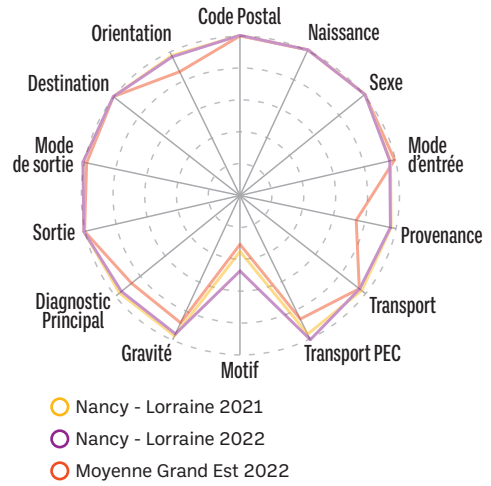 Code Postal
Orientation
Naissance
Destination
Sexe
Mode
de sortie
Mode
d'entrée
Sortie
Provenance
Diagnostic
Principal
Transport
Gravité
Transport PEC
Motif
Nancy - Lorraine 2021
Nancy - Lorraine 2022
Moyenne Grand Est 2022